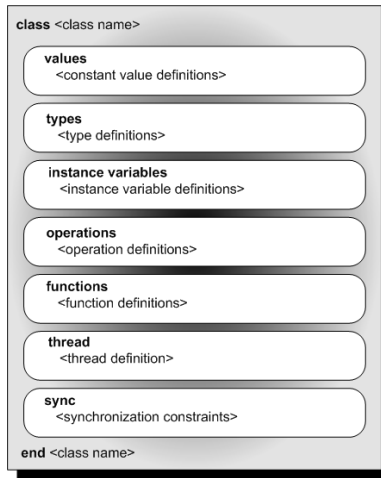 class <class name>
values
<constant value definitions>
types
<type definitions>
instance variables
<instance variable definitions>
operations
<operation definitions>
functions
<function definitions>
thread
<thread definition>
sync
<synchronization constraints>
end <class name>